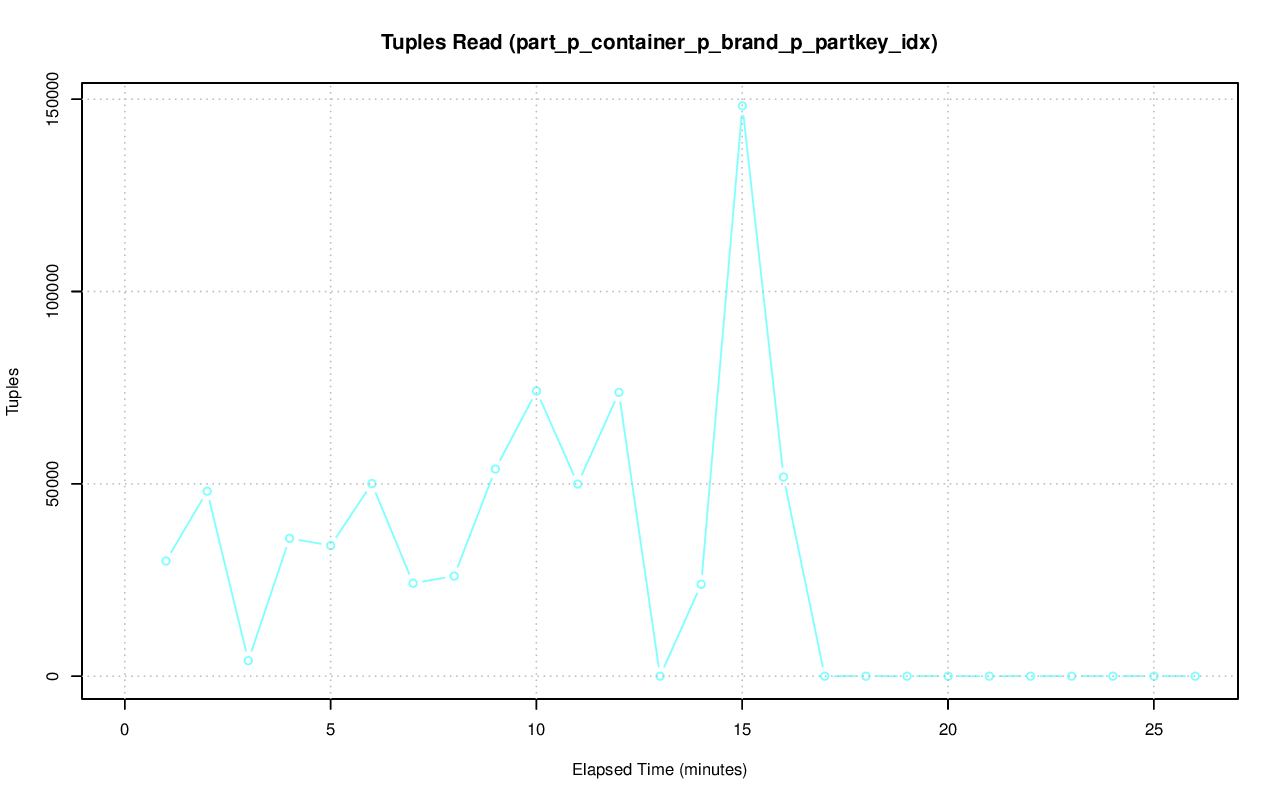 Tuples Read (part_p_container_p_brand_p_partkey_idx)
150000
100000
50000
0
Tuples
0 5 10 15 20 25
Elapsed Time (minutes)